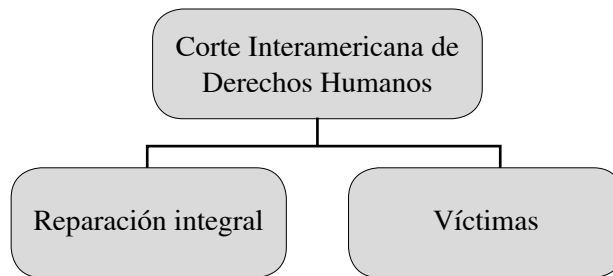 Corte Interamericana de
Derechos Humanos
Reparación integral
Víctimas